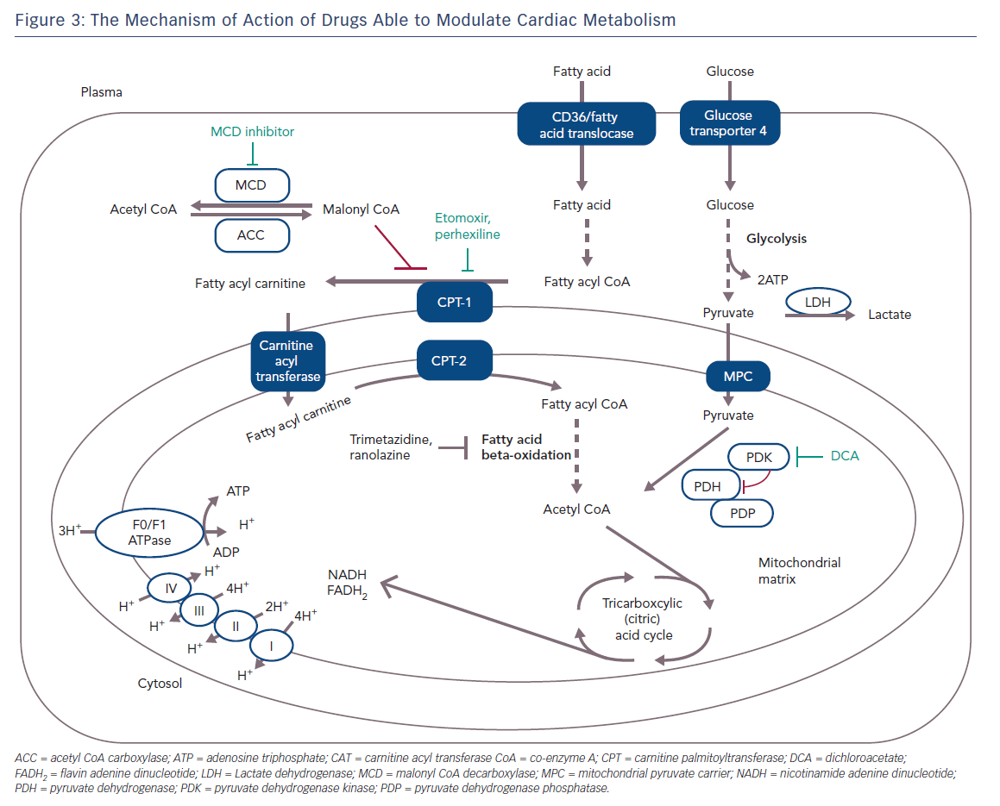 Figure 3: The Mechanism of Action of Drugs Able to Modulate Cardiac Metabolism
Plasma
Fatty acid
Glucose
CD36/fatty
acid translocase
Glucose
transporter 4
MCD inhibitor
MCD
Acetyl CoA
Malonyl CoA
ACC
Fatty acid
Glucose
Etomoxir,
perhexiline
Glycolysis
Fatty acyl carnitine
Fatty acyl CoA
2ATP
CPT-1
Pyruvate
LDH
Lactate
Carnitine
acyl
transferase
CPT-2
MPC
Fatty acyl carnitine
Fatty acyl CoA
Pyruvate
Trimetazidine,
ranolazine
Fatty acid
beta-oxidation
PDK
DCA
PDH
PDP
Acetyl CoA
ATP
3H⁺
F0/F1
ATPase
H⁺
ADP
H⁺
IV
H⁺
4H⁺
III
H⁺
2H⁺
II
H⁺
4H⁺
I
H⁺
NADH
FADH₂
Tricarboxcylic
(citric)
acid cycle
Mitochondrial
matrix
Cytosol
ACC = acetyl CoA carboxylase; ATP = adenosine triphosphate; CAT = carnitine acyl transferase CoA = co-enzyme A; CPT = carnitine palmitoyltransferase; DCA = dichloroacetate;
FADH₂ = flavin adenine dinucleotide; LDH = Lactate dehydrogenase; MCD = malonyl CoA decarboxylase; MPC = mitochondrial pyruvate carrier; NADH = nicotinamide adenine dinucleotide;
PDH = pyruvate dehydrogenase; PDK = pyruvate dehydrogenase kinase; PDP = pyruvate dehydrogenase phosphatase.